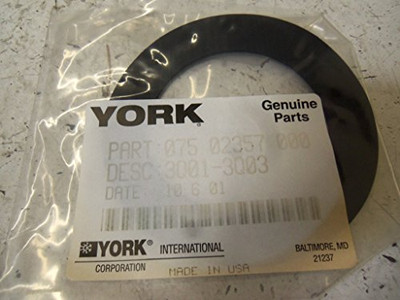 YORK Genuine Parts
PART 075 02357 000
DESC 3D01-3003
DATE 10 6 01
YORK INTERNATIONAL CORPORATION
BALTIMORE, MD 21237
MADE IN USA